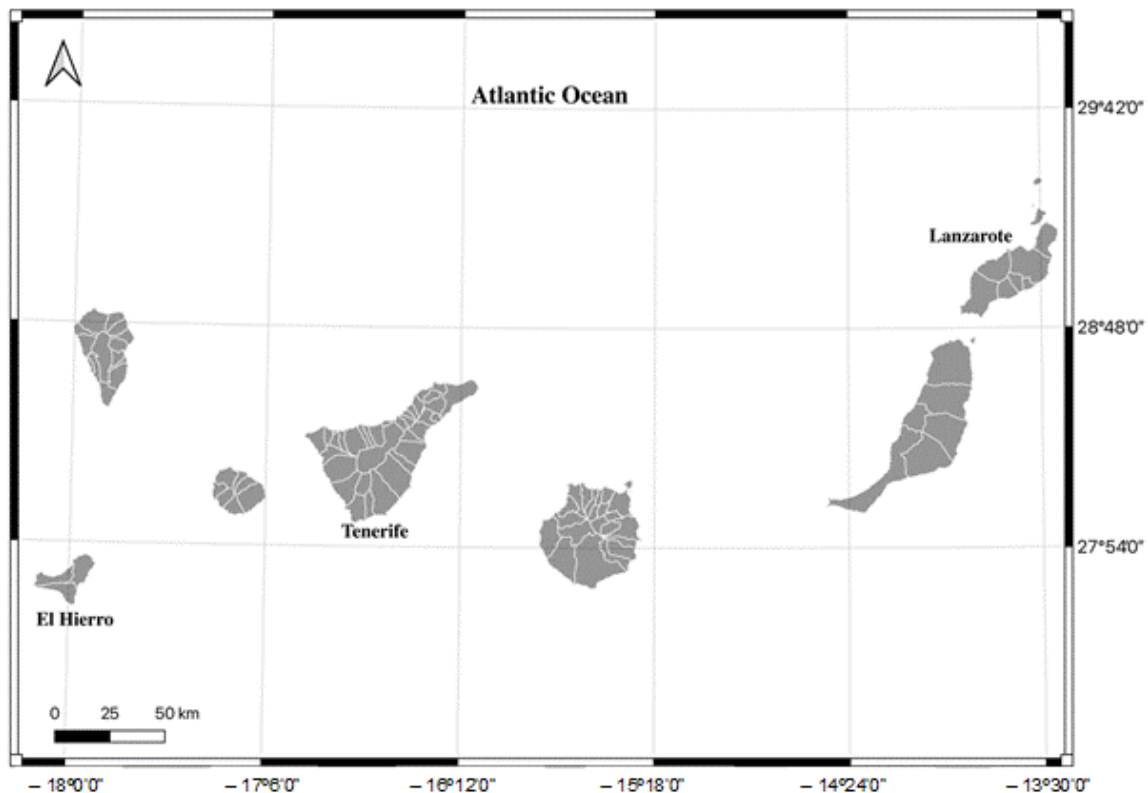 Atlantic Ocean
29°42'0"
Lanzarote
28°48'0"
Tenerife
27°54'0"
El Hierro
0 25 50 km
-18°0'0" -17°6'0" -16°12'0" -15°18'0" -14°24'0" -13°30'0"